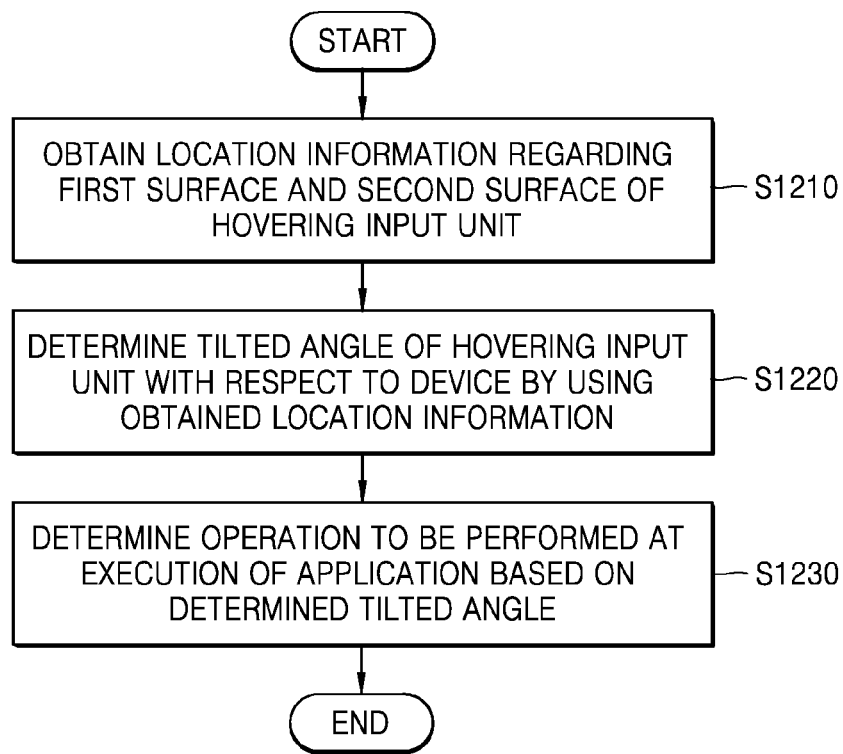 START
OBTAIN LOCATION INFORMATION REGARDING
FIRST SURFACE AND SECOND SURFACE OF
HOVERING INPUT UNIT
S1210
DETERMINE TILTED ANGLE OF HOVERING INPUT
UNIT WITH RESPECT TO DEVICE BY USING
OBTAINED LOCATION INFORMATION
S1220
DETERMINE OPERATION TO BE PERFORMED AT
EXECUTION OF APPLICATION BASED ON
DETERMINED TILTED ANGLE
S1230
END